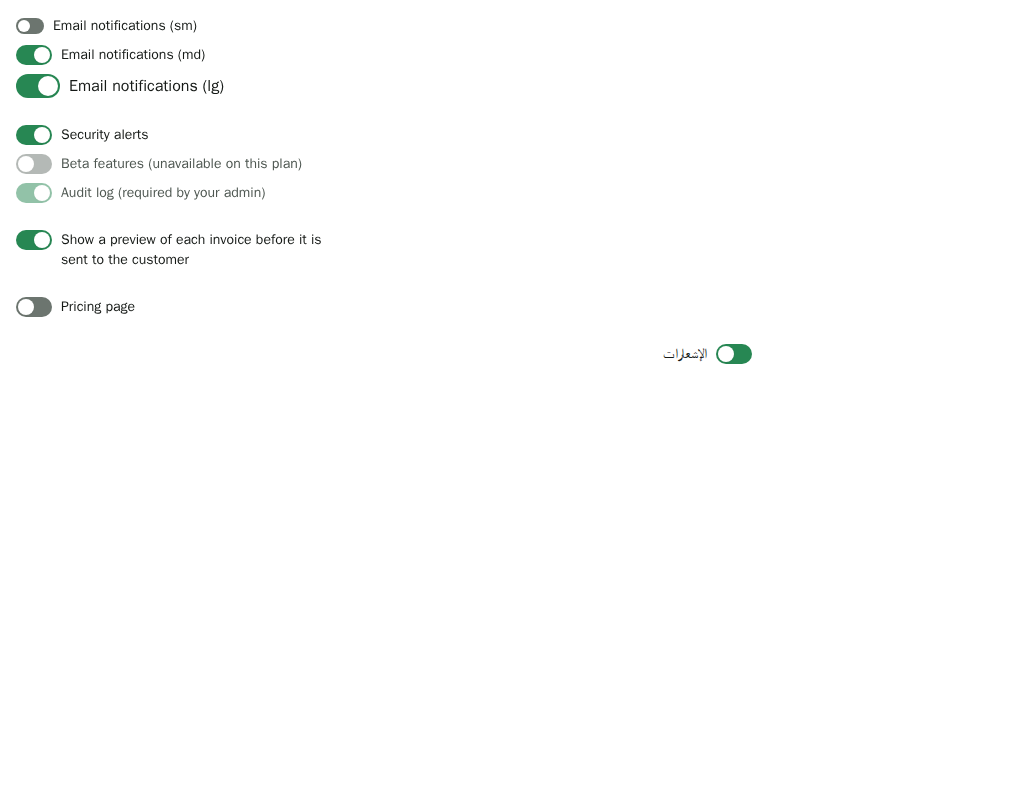 Email notifications (sm)
Email notifications (md)
Email notifications (lg)
Security alerts
Beta features (unavailable on this plan)
Audit log (required by your admin)
Show a preview of each invoice before it is
sent to the customer
Pricing page
الإشعارات